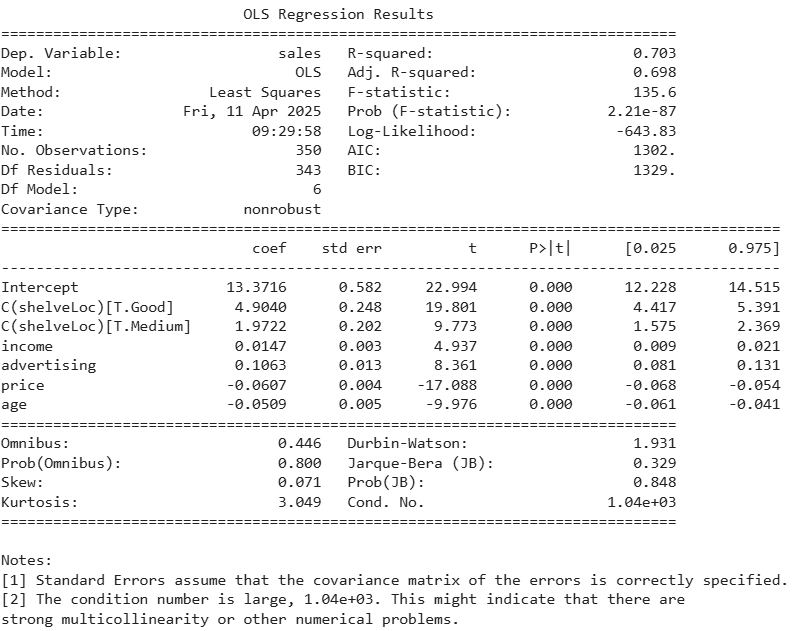 OLS Regression Results
==============================================================================
Dep. Variable:                  sales   R-squared:                       0.703
Model:                            OLS   Adj. R-squared:                  0.698
Method:                 Least Squares   F-statistic:                     135.6
Date:                Fri, 11 Apr 2025   Prob (F-statistic):           2.21e-87
Time:                        09:29:58   Log-Likelihood:                -643.83
No. Observations:                 350   AIC:                             1302.
Df Residuals:                     343   BIC:                             1329.
Df Model:                           6
Covariance Type:            nonrobust
==========================================================================================
                             coef    std err          t      P>|t|      [0.025      0.975]
------------------------------------------------------------------------------------------
Intercept                 13.3716      0.582     22.994      0.000      12.228      14.515
C(shelveLoc)[T.Good]       4.9040      0.248     19.801      0.000       4.417       5.391
C(shelveLoc)[T.Medium]     1.9722      0.202      9.773      0.000       1.575       2.369
income                     0.0147      0.003      4.937      0.000       0.009       0.021
advertising                0.1063      0.013      8.361      0.000       0.081       0.131
price                     -0.0607      0.004    -17.088      0.000      -0.068      -0.054
age                       -0.0509      0.005     -9.976      0.000      -0.061      -0.041
==============================================================================
Omnibus:                        0.446   Durbin-Watson:                   1.931
Prob(Omnibus):                  0.800   Jarque-Bera (JB):                0.329
Skew:                           0.071   Prob(JB):                        0.848
Kurtosis:                       3.049   Cond. No.                     1.04e+03
==============================================================================

Notes:
[1] Standard Errors assume that the covariance matrix of the errors is correctly specified.
[2] The condition number is large, 1.04e+03. This might indicate that there are
strong multicollinearity or other numerical problems.